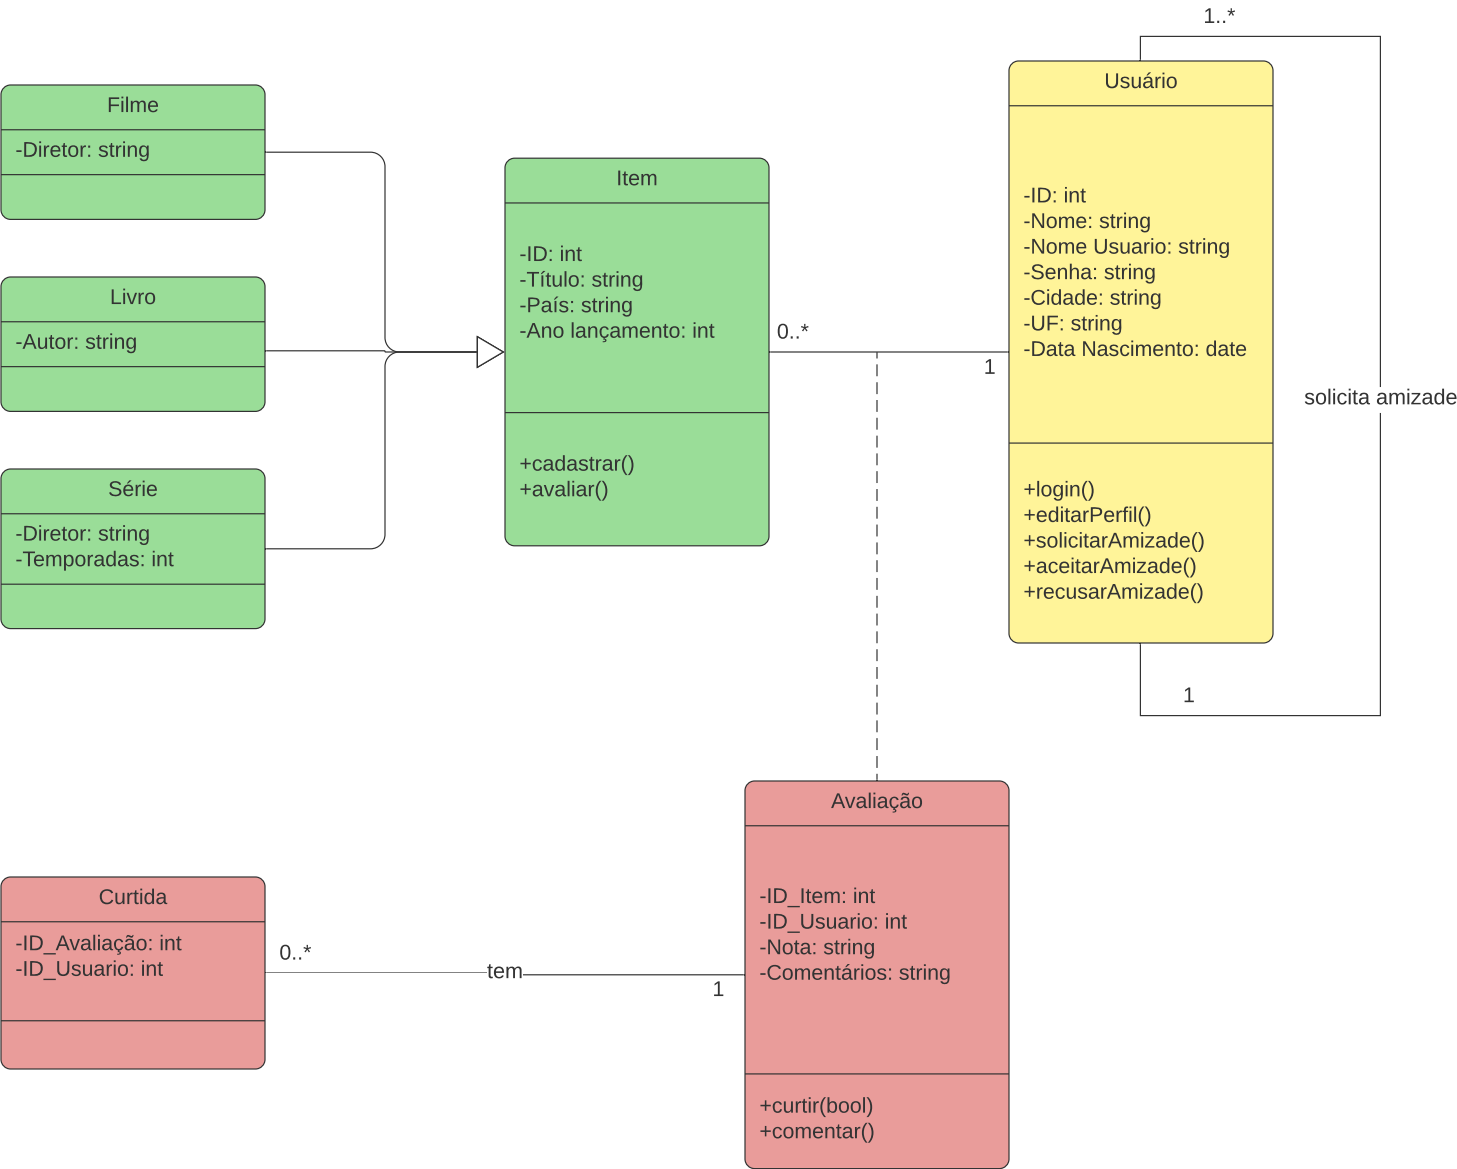 Filme
-Diretor: string
Livro
-Autor: string
Série
-Diretor: string
-Temporadas: int
Item
-ID: int
-Título: string
-País: string
-Ano lançamento: int
+cadastrar()
+avaliar()
0..*
1
1..*
Usuário
-ID: int
-Nome: string
-Nome Usuario: string
-Senha: string
-Cidade: string
-UF: string
-Data Nascimento: date
+login()
+editarPerfil()
+solicitarAmizade()
+aceitarAmizade()
+recusarAmizade()
solicita amizade
1
Curtida
-ID_Avaliação: int
-ID_Usuario: int
0..*
tem
1
Avaliação
-ID_Item: int
-ID_Usuario: int
-Nota: string
-Comentários: string
+curtir(bool)
+comentar()